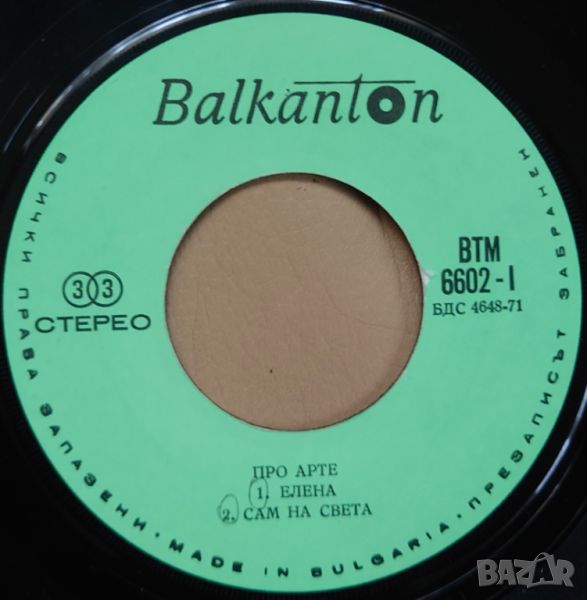 Balkanton
ВСИЧКИ ПРАВА ЗАПАЗЕНИ · MADE IN BULGARIA · ПРЕЗАПИСЪТ ЗАБРАНЕН
33
СТЕРЕО
ВТМ
6602-I
БДС 4648-71
ПРО АРТЕ
1. ЕЛЕНА
2. САМ НА СВЕТА
BAZAR